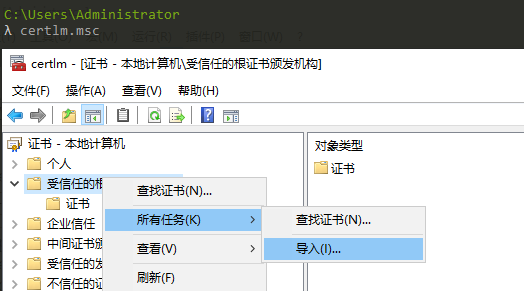 C:\Users\Administrator
λ certlm.msc
certlm - [证书 - 本地计算机\受信任的根证书颁发机构]
文件(F) 操作(A) 查看(V) 帮助(H)
证书 - 本地计算机
个人
受信任的根
证书
企业信任
中间证书颁
受信任的发
不信任的证
查找证书(N)...
所有任务(K)
查看(V)
刷新(F)
查找证书(N)...
导入(I)...
对象类型
证书